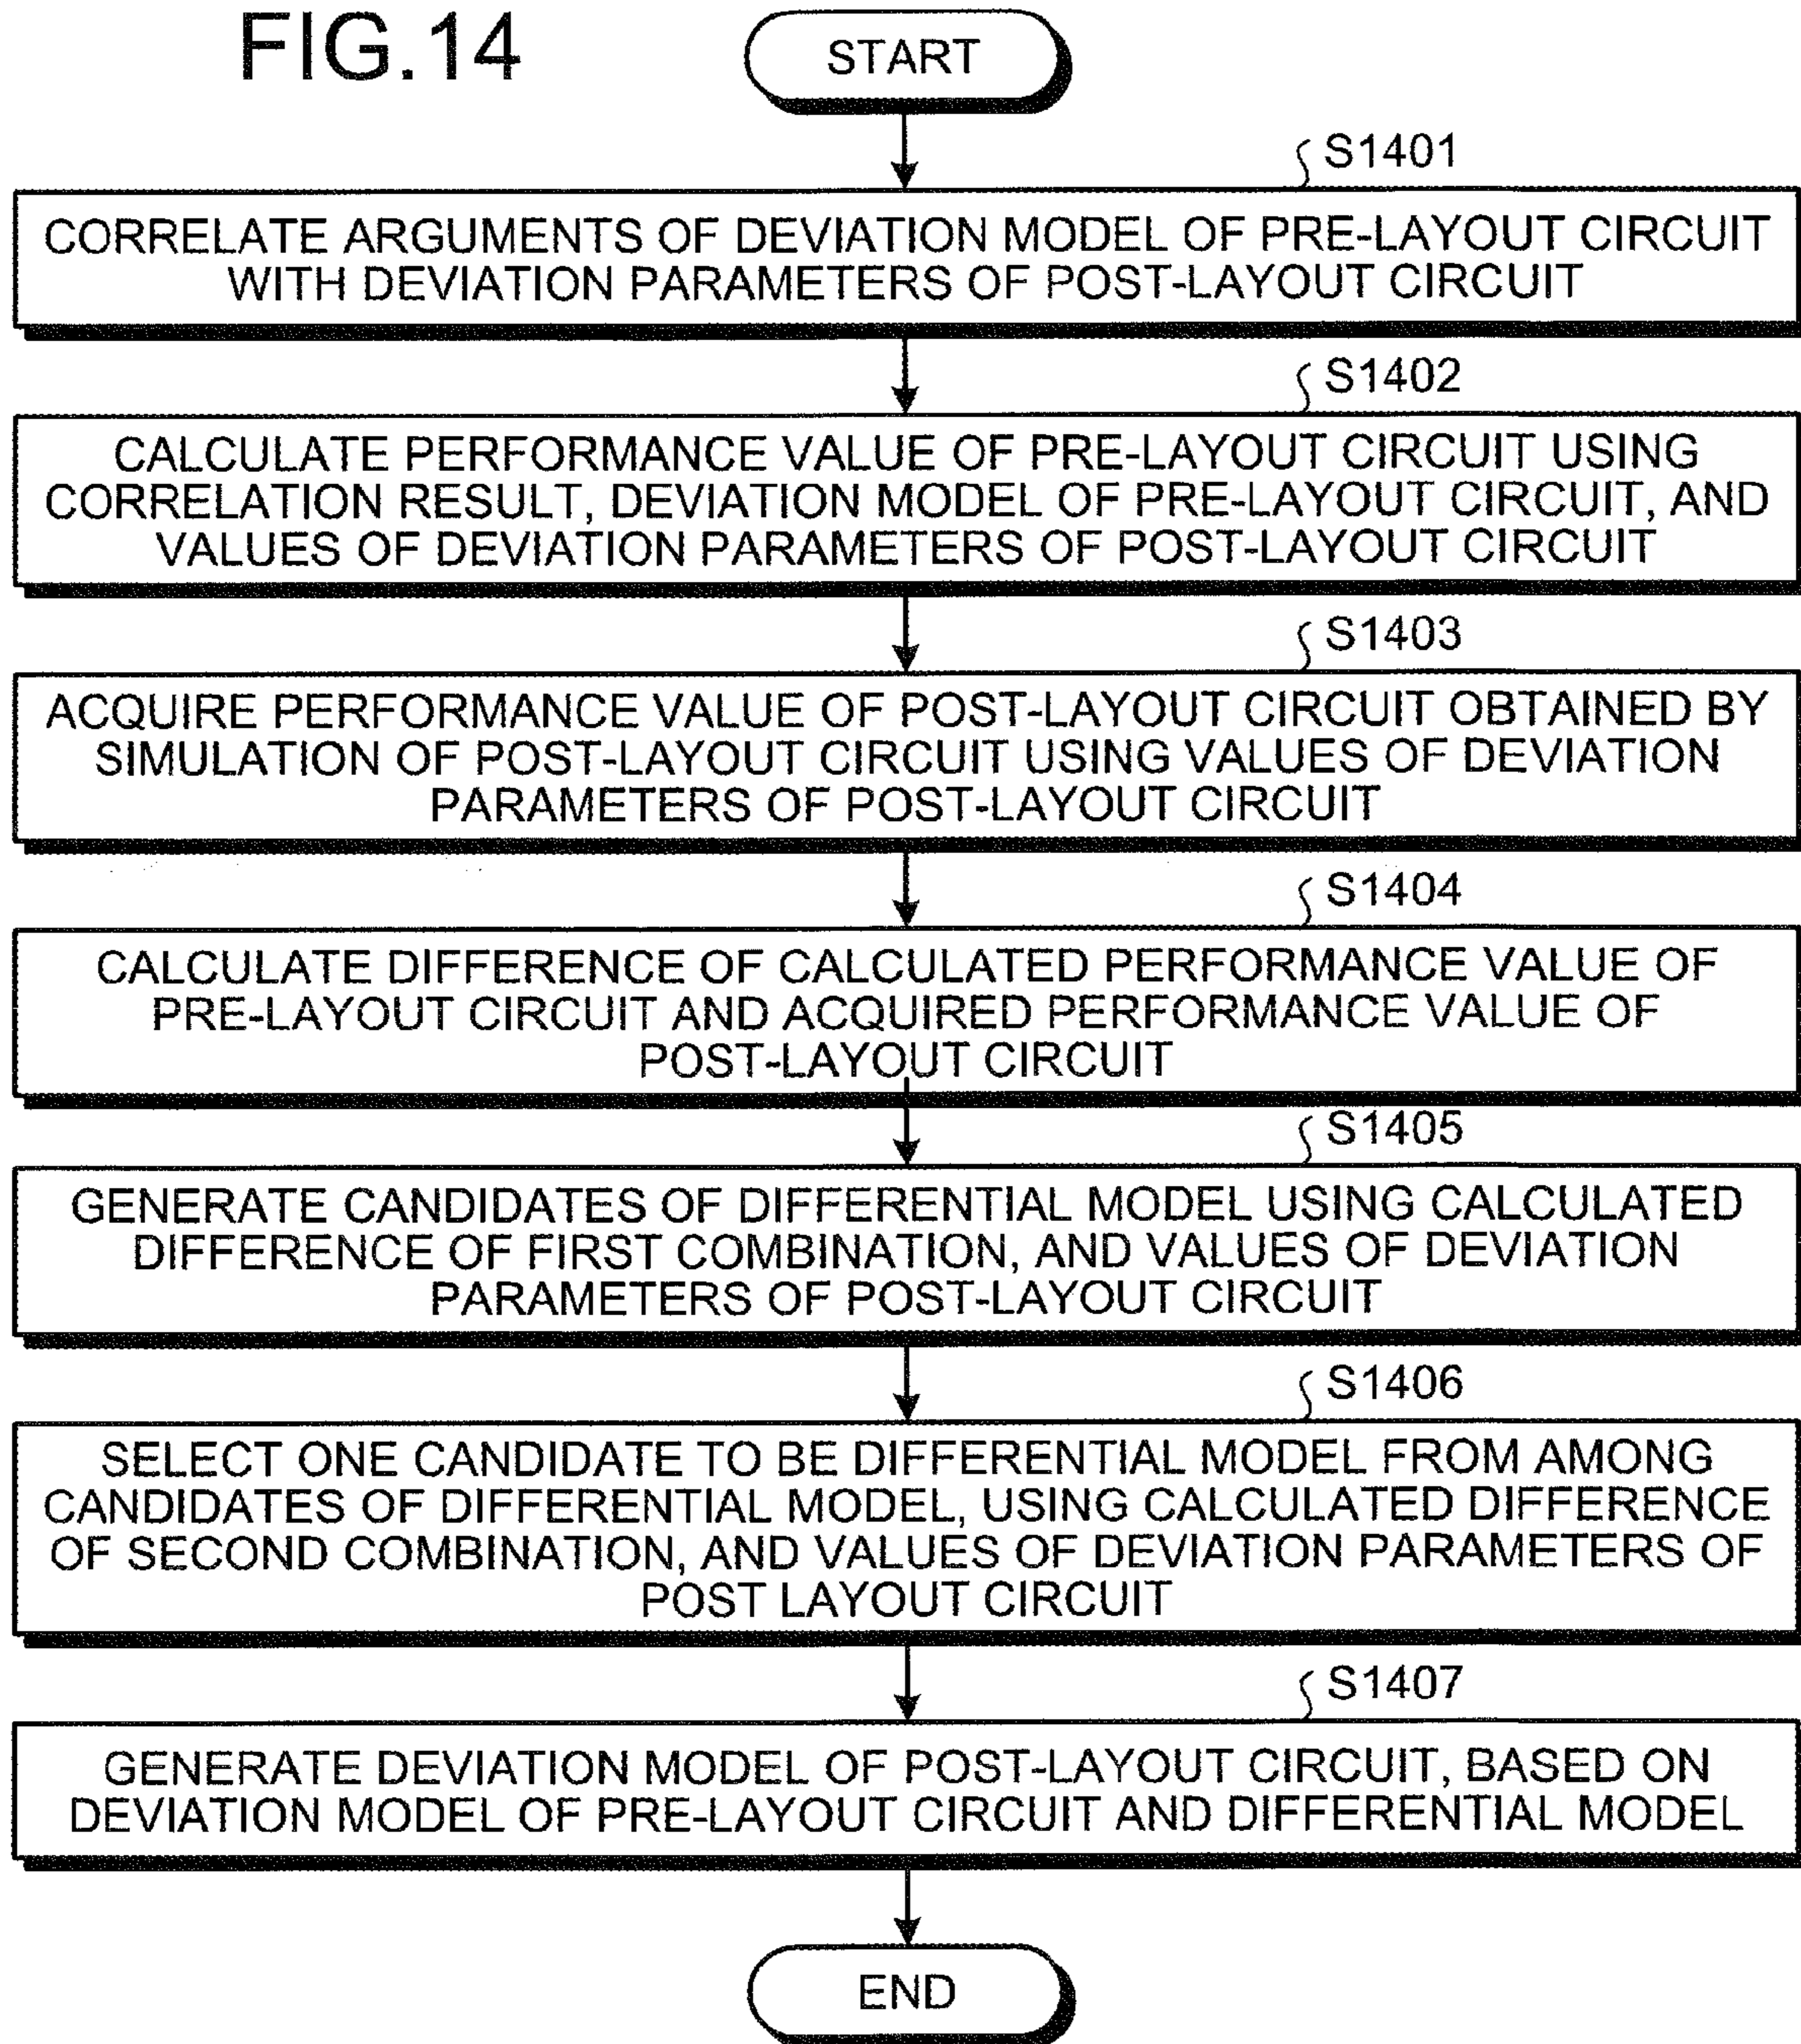 FIG.14
START
S1401
CORRELATE ARGUMENTS OF DEVIATION MODEL OF PRE-LAYOUT CIRCUIT
WITH DEVIATION PARAMETERS OF POST-LAYOUT CIRCUIT
S1402
CALCULATE PERFORMANCE VALUE OF PRE-LAYOUT CIRCUIT USING
CORRELATION RESULT, DEVIATION MODEL OF PRE-LAYOUT CIRCUIT, AND
VALUES OF DEVIATION PARAMETERS OF POST-LAYOUT CIRCUIT
S1403
ACQUIRE PERFORMANCE VALUE OF POST-LAYOUT CIRCUIT OBTAINED BY
SIMULATION OF POST-LAYOUT CIRCUIT USING VALUES OF DEVIATION
PARAMETERS OF POST-LAYOUT CIRCUIT
S1404
CALCULATE DIFFERENCE OF CALCULATED PERFORMANCE VALUE OF
PRE-LAYOUT CIRCUIT AND ACQUIRED PERFORMANCE VALUE OF
POST-LAYOUT CIRCUIT
S1405
GENERATE CANDIDATES OF DIFFERENTIAL MODEL USING CALCULATED
DIFFERENCE OF FIRST COMBINATION, AND VALUES OF DEVIATION
PARAMETERS OF POST-LAYOUT CIRCUIT
S1406
SELECT ONE CANDIDATE TO BE DIFFERENTIAL MODEL FROM AMONG
CANDIDATES OF DIFFERENTIAL MODEL, USING CALCULATED DIFFERENCE
OF SECOND COMBINATION, AND VALUES OF DEVIATION PARAMETERS OF
POST LAYOUT CIRCUIT
S1407
GENERATE DEVIATION MODEL OF POST-LAYOUT CIRCUIT, BASED ON
DEVIATION MODEL OF PRE-LAYOUT CIRCUIT AND DIFFERENTIAL MODEL
END